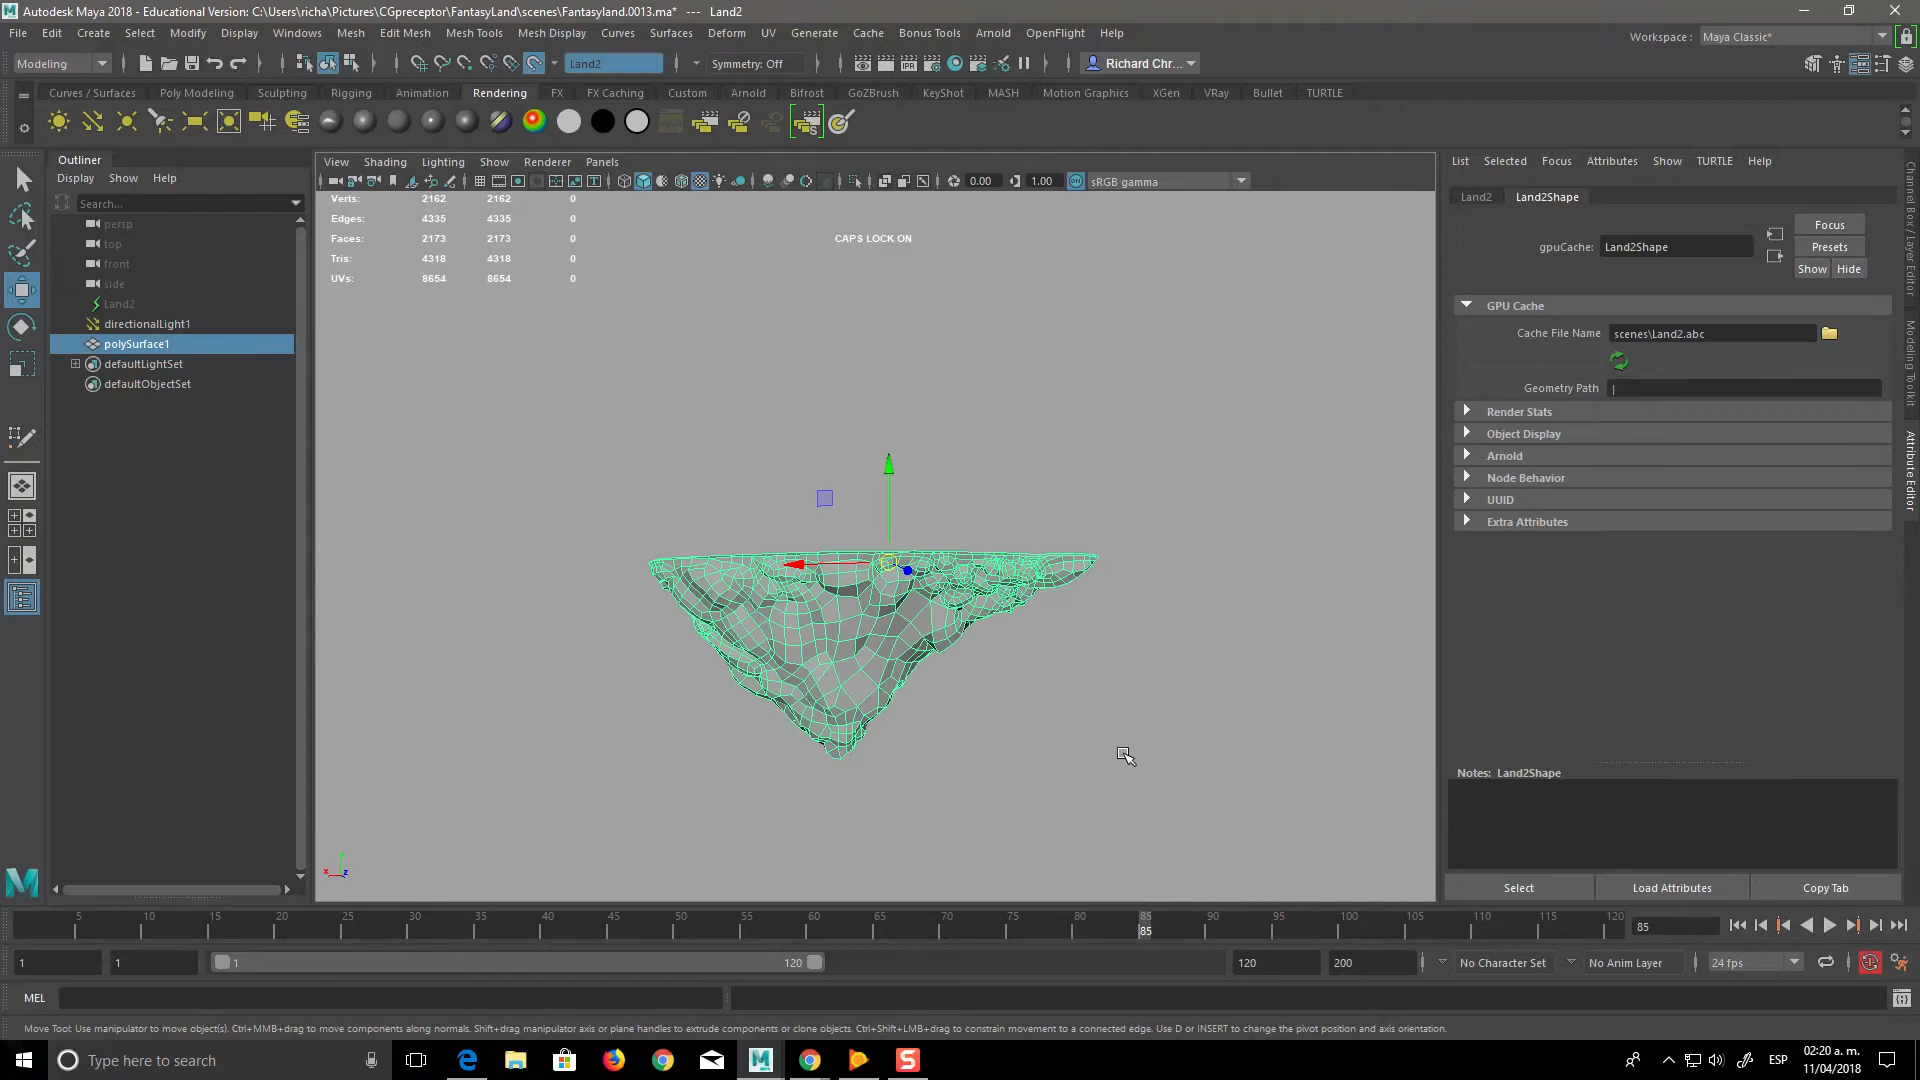 Autodesk Maya 2018 - Educational Version: C:\Users\richa\Pictures\CGpreceptor\FantasyLand\scenes\Fantasyland.0013.ma* --- Land2
File Edit Create Select Modify Display Windows Mesh Edit Mesh Mesh Tools Mesh Display Curves Surfaces Deform UV Generate Cache Bonus Tools Arnold OpenFlight Help
Workspace : Maya Classic*
Modeling Land2 Symmetry: Off Richard Chr...
Curves / Surfaces Poly Modeling Sculpting Rigging Animation Rendering FX FX Caching Custom Arnold Bifrost GoZBrush KeyShot MASH Motion Graphics XGen VRay Bullet TURTLE
Outliner
Display Show Help
Search...
persp
top
front
side
Land2
directionalLight1
polySurface1
defaultLightSet
defaultObjectSet
View Shading Lighting Show Renderer Panels
0.00 1.00 sRGB gamma
Verts: 2162 2162 0
Edges: 4335 4335 0
Faces: 2173 2173 0
Tris: 4318 4318 0
UVs: 8654 8654 0
CAPS LOCK ON
List Selected Focus Attributes Show TURTLE Help
Land2 Land2Shape
gpuCache: Land2Shape
Focus
Presets
Show Hide
GPU Cache
Cache File Name scenes\Land2.abc
Geometry Path |
Render Stats
Object Display
Arnold
Node Behavior
UUID
Extra Attributes
Notes: Land2Shape
Select Load Attributes Copy Tab
Channel Box / Layer Editor
Modeling Toolkit
Attribute Editor
5 10 15 20 25 30 35 40 45 50 55 60 65 70 75 80 85 90 95 100 105 110 115 120
85
85
1 1 1 120 120 200 No Character Set No Anim Layer 24 fps
MEL
Move Tool: Use manipulator to move object(s). Ctrl+MMB+drag to move components along normals. Shift+drag manipulator axis or plane handles to extrude components or clone objects. Ctrl+Shift+LMB+drag to constrain movement to a connected edge. Use D or INSERT to change the pivot position and axis orientation.
Type here to search
ESP
02:20 a. m.
11/04/2018